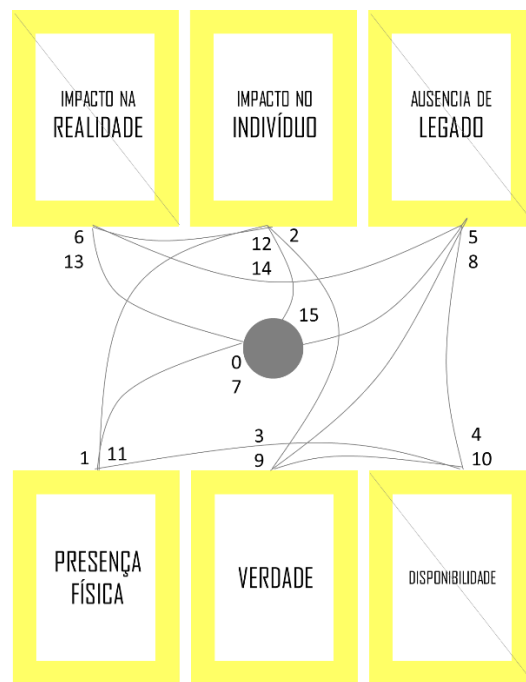 IMPACTO NA
REALIDADE
IMPACTO NO
INDIVÍDUO
AUSENCIA DE
LEGADO
6
13
12
14
2
5
8
15
0
7
1
11
3
9
4
10
PRESENÇA
FÍSICA
VERDADE
DISPONIBILIDADE